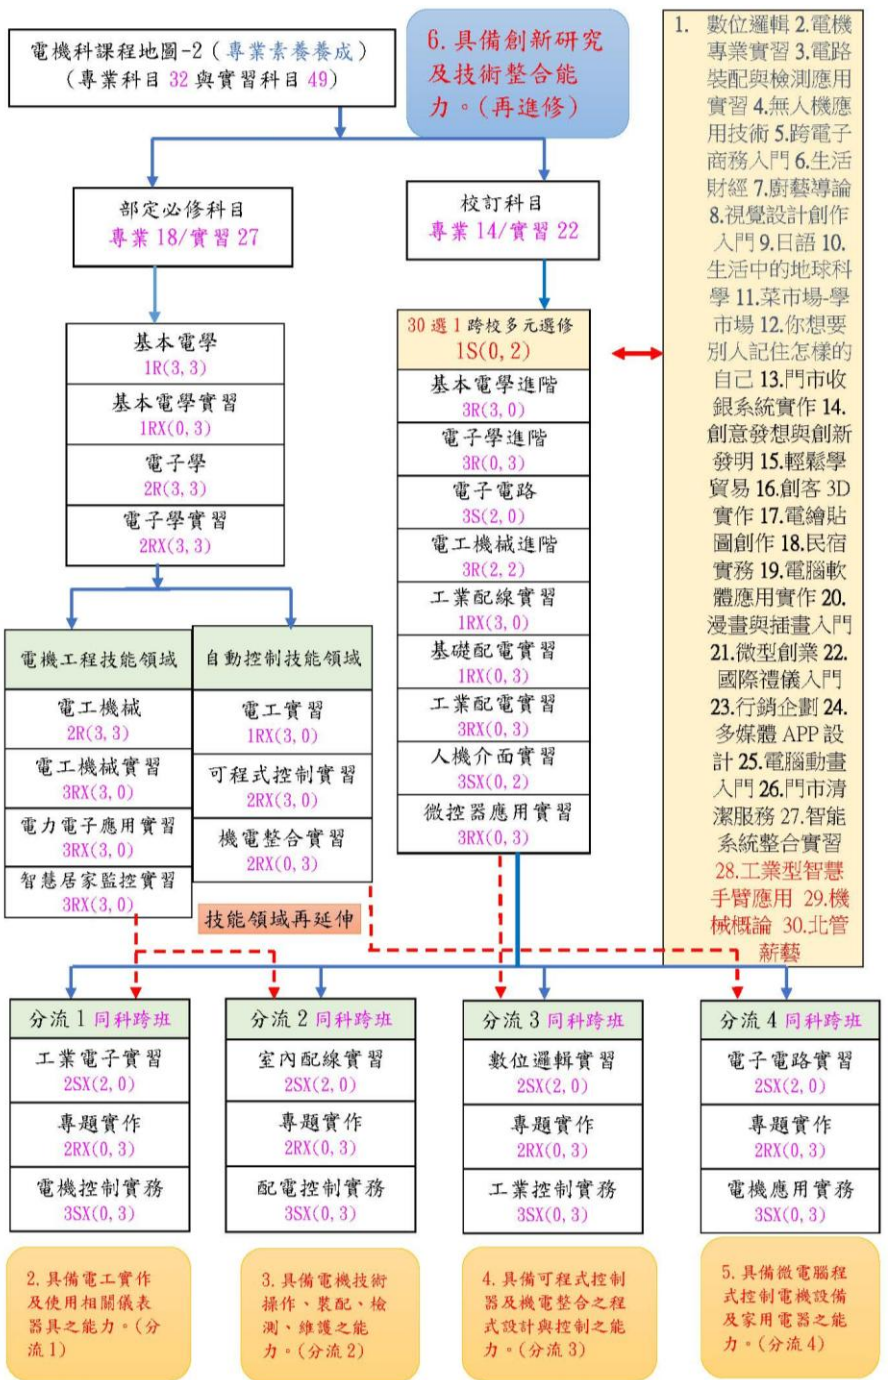 電機科課程地圖-2(專業素養養成)
(專業科目 32 與實習科目 49)
6.具備創新研究
及技術整合能
力。(再進修)
部定必修科目
專業 18/實習 27
校訂科目
專業 14/實習 22
基本電學
1R(3,3)
基本電學實習
1RX(0,3)
電子學
2R(3,3)
電子學實習
2RX(3,3)
30 選 1 跨校多元選修
1S(0,2)
基本電學進階
3R(3,0)
電子學進階
3R(0,3)
電子電路
3S(2,0)
電工機械進階
3R(2,2)
工業配線實習
1RX(3,0)
基礎配電實習
1RX(0,3)
工業配電實習
3RX(0,3)
人機介面實習
3SX(0,2)
微控器應用實習
3RX(0,3)
1. 數位邏輯 2.電機
專業實習 3.電路
裝配與檢測應用
實習 4.無人機應
用技術 5.跨電子
商務入門 6.生活
財經 7.廚藝導論
8.視覺設計創作
入門 9.日語 10.
生活中的地球科
學 11.菜市場-學
市場 12.你想要
別人記住怎樣的
自己 13.門市收
銀系統實作 14.
創意發想與創新
發明 15.輕鬆學
貿易 16.創客 3D
實作 17.電繪貼
圖創作 18.民宿
實務 19.電腦軟
體應用實作 20.
漫畫與插畫入門
21.微型創業 22.
國際禮儀入門
23.行銷企劃 24.
多媒體 APP 設
計 25.電腦動畫
入門 26.門市清
潔服務 27.智能
系統整合實習
28.工業型智慧
手臂應用 29.機
械概論 30.北管
薪藝
電機工程技能領域
電工機械
2R(3,3)
電工機械實習
3RX(3,0)
電力電子應用實習
3RX(3,0)
智慧居家監控實習
3RX(3,0)
自動控制技能領域
電工實習
1RX(3,0)
可程式控制實習
2RX(3,0)
機電整合實習
2RX(0,3)
技能領域再延伸
分流 1 同科跨班
工業電子實習
2SX(2,0)
專題實作
2RX(0,3)
電機控制實務
3SX(0,3)
分流 2 同科跨班
室內配線實習
2SX(2,0)
專題實作
2RX(0,3)
配電控制實務
3SX(0,3)
分流 3 同科跨班
數位邏輯實習
2SX(2,0)
專題實作
2RX(0,3)
工業控制實務
3SX(0,3)
分流 4 同科跨班
電子電路實習
2SX(2,0)
專題實作
2RX(0,3)
電機應用實務
3SX(0,3)
2.具備電工實作
及使用相關儀表
器具之能力。(分
流 1)
3.具備電機技術
操作、裝配、檢
測、維護之能
力。(分流 2)
4.具備可程式控制
器及機電整合之程
式設計與控制之能
力。(分流 3)
5.具備微電腦程
式控制電機設備
及家用電器之能
力。(分流 4)